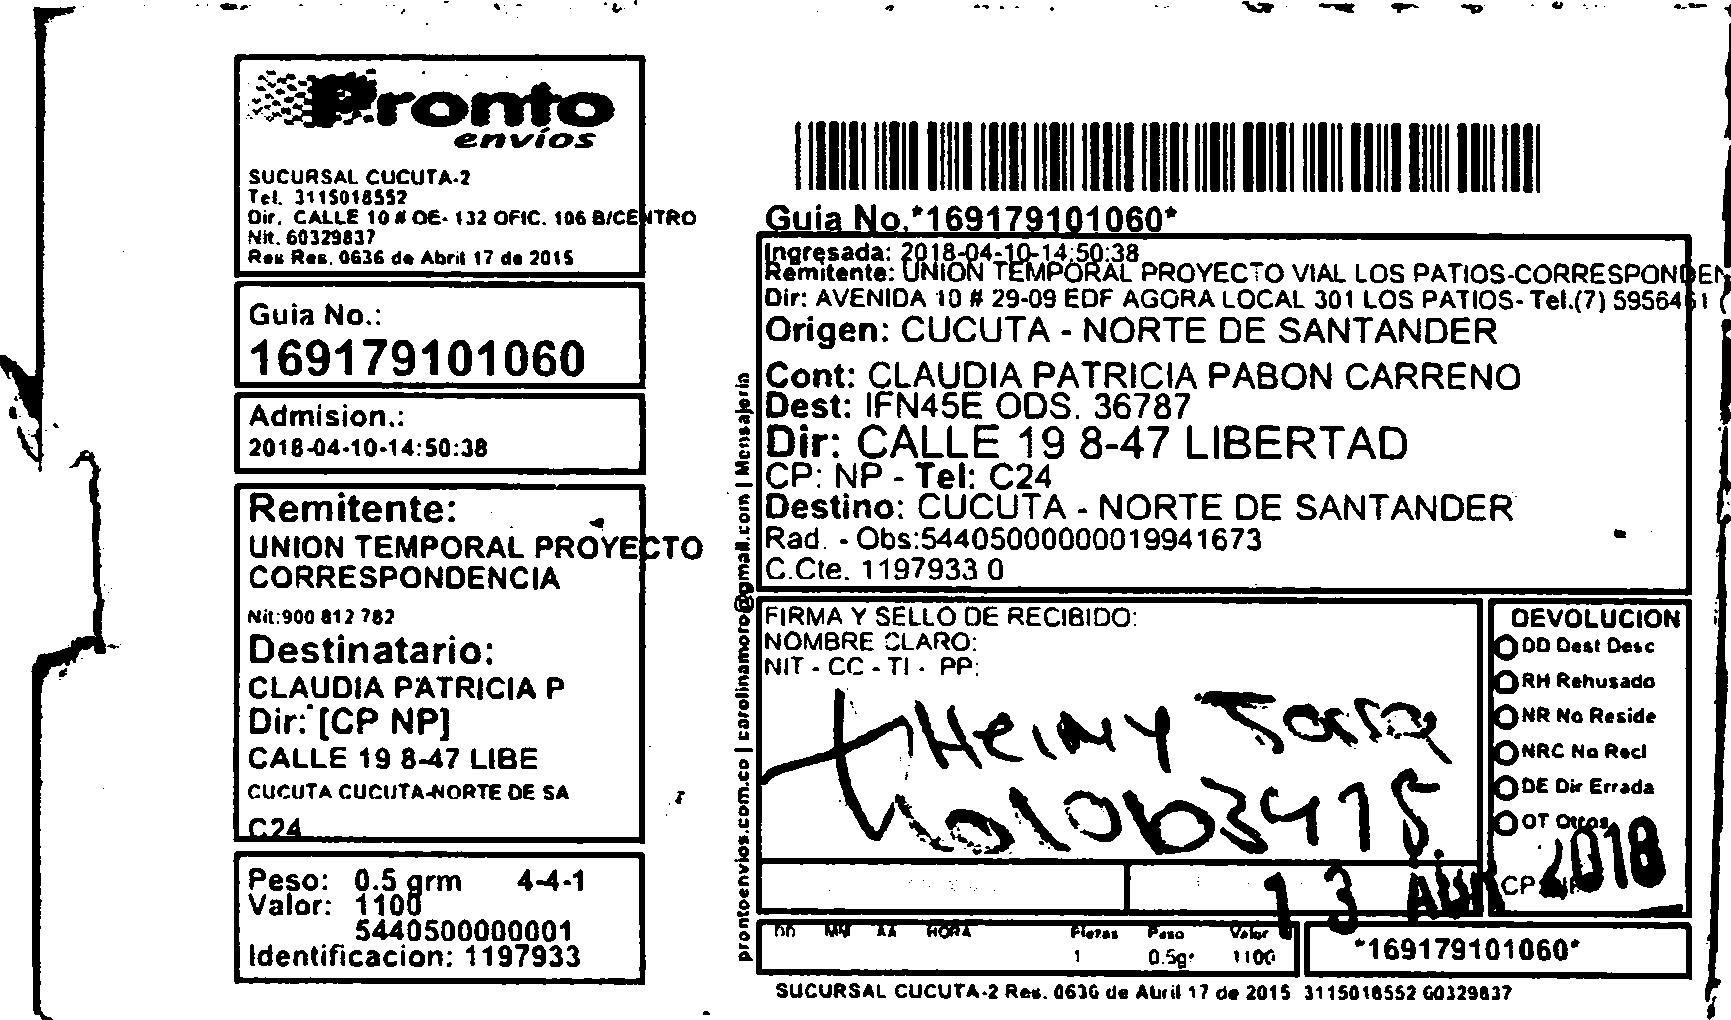 Pronto
envíos
SUCURSAL CUCUTA-2
Tel. 3115018552
Dir. CALLE 10 # OE- 132 OFIC. 106 B/CENTRO
Nit. 60329837
Res Res. 0636 de Abril 17 de 2015
Guia No.:
169179101060
Admision.:
2018-04-10-14:50:38
Remitente:
UNION TEMPORAL PROYECTO
CORRESPONDENCIA
Nit:900 812 782
Destinatario:
CLAUDIA PATRICIA P
Dir: [CP NP]
CALLE 19 8-47 LIBE
CUCUTA CUCUTA-NORTE DE SA
C24
Peso: 0.5 grm 4-4-1
Valor: 1100
5440500000001
Identificacion: 1197933
prontoenvios.com.co | carolinamoro@gmail.com | Mensajeria
Guia No.*169179101060*
Ingresada: 2018-04-10-14:50:38
Remitente: UNION TEMPORAL PROYECTO VIAL LOS PATIOS-CORRESPONDEN
Dir: AVENIDA 10 # 29-09 EDF AGORA LOCAL 301 LOS PATIOS- Tel.(7) 5956461 (
Origen: CUCUTA - NORTE DE SANTANDER
Cont: CLAUDIA PATRICIA PABON CARRENO
Dest: IFN45E ODS. 36787
Dir: CALLE 19 8-47 LIBERTAD
CP: NP - Tel: C24
Destino: CUCUTA - NORTE DE SANTANDER
Rad. - Obs:544050000000019941673
C.Cte. 1197933 0
FIRMA Y SELLO DE RECIBIDO:
NOMBRE CLARO:
NIT - CC - TI - PP:
Heimy
DEVOLUCION
DD Dest Desc
RH Rehusado
NR No Reside
NRC No Recl
DE Dir Errada
OT Otros
CP
13 ABR 2018
DD MM AA HORA Piezas Peso Valor
1 0.5gr 1100
*169179101060*
SUCURSAL CUCUTA-2 Res. 0636 de Abril 17 de 2015 3115018552 60329837